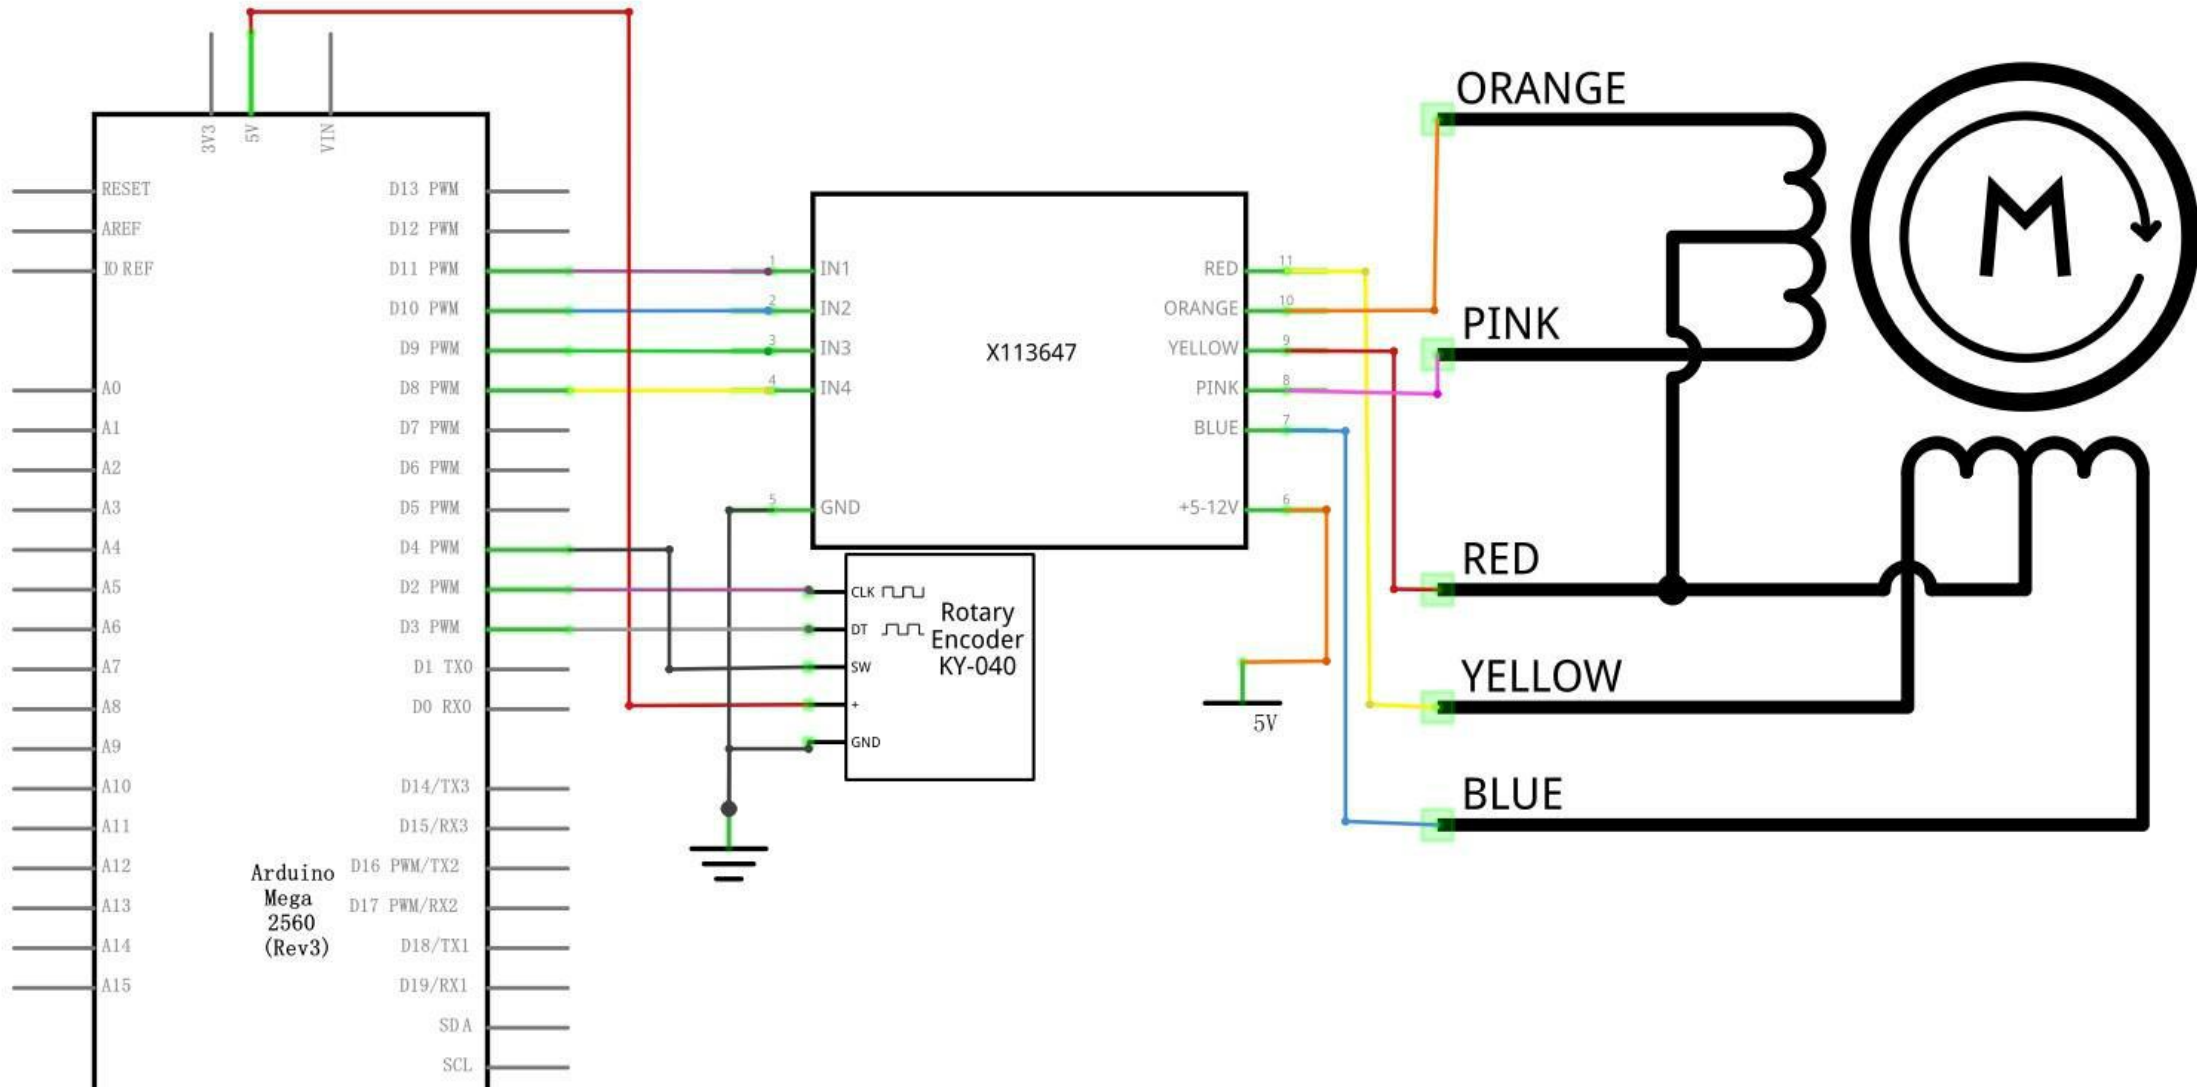 3V3
5V
VIN
RESET
AREF
IO REF
A0
A1
A2
A3
A4
A5
A6
A7
A8
A9
A10
A11
A12
A13
A14
A15
D13 PWM
D12 PWM
D11 PWM
D10 PWM
D9 PWM
D8 PWM
D7 PWM
D6 PWM
D5 PWM
D4 PWM
D2 PWM
D3 PWM
D1 TX0
D0 RX0
D14/TX3
D15/RX3
D16 PWM/TX2
D17 PWM/RX2
D18/TX1
D19/RX1
SDA
SCL
Arduino
Mega
2560
(Rev3)
1 IN1
2 IN2
3 IN3
4 IN4
5 GND
X113647
RED 11
ORANGE 10
YELLOW 9
PINK 8
BLUE 7
+5-12V 6
CLK
DT
SW
+
GND
Rotary
Encoder
KY-040
5V
ORANGE
PINK
RED
YELLOW
BLUE
M